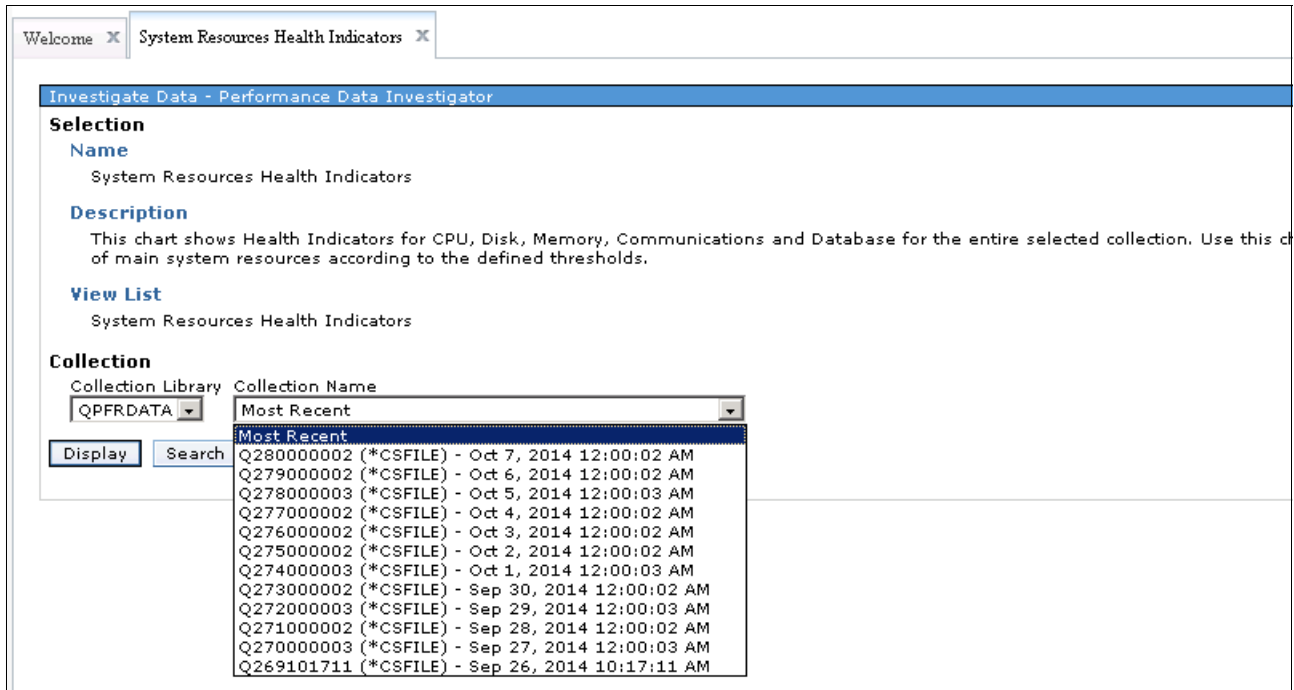 Welcome X System Resources Health Indicators X
Investigate Data - Performance Data Investigator
Selection
Name
System Resources Health Indicators
Description
This chart shows Health Indicators for CPU, Disk, Memory, Communications and Database for the entire selected collection. Use this
of main system resources according to the defined thresholds.
View List
System Resources Health Indicators
Collection
Collection Library Collection Name
QPFRDATA Most Recent
Most Recent
Display Search
Q280000002 (*CSFILE) - Oct 7, 2014 12:00:02 AM
Q279000002 (*CSFILE) - Oct 6, 2014 12:00:02 AM
Q278000003 (*CSFILE) - Oct 5, 2014 12:00:03 AM
Q277000002 (*CSFILE) - Oct 4, 2014 12:00:02 AM
Q276000002 (*CSFILE) - Oct 3, 2014 12:00:02 AM
Q275000002 (*CSFILE) - Oct 2, 2014 12:00:02 AM
Q274000003 (*CSFILE) - Oct 1, 2014 12:00:03 AM
Q273000002 (*CSFILE) - Sep 30, 2014 12:00:02 AM
Q272000003 (*CSFILE) - Sep 29, 2014 12:00:03 AM
Q271000002 (*CSFILE) - Sep 28, 2014 12:00:02 AM
Q270000003 (*CSFILE) - Sep 27, 2014 12:00:03 AM
Q269101711 (*CSFILE) - Sep 26, 2014 10:17:11 AM